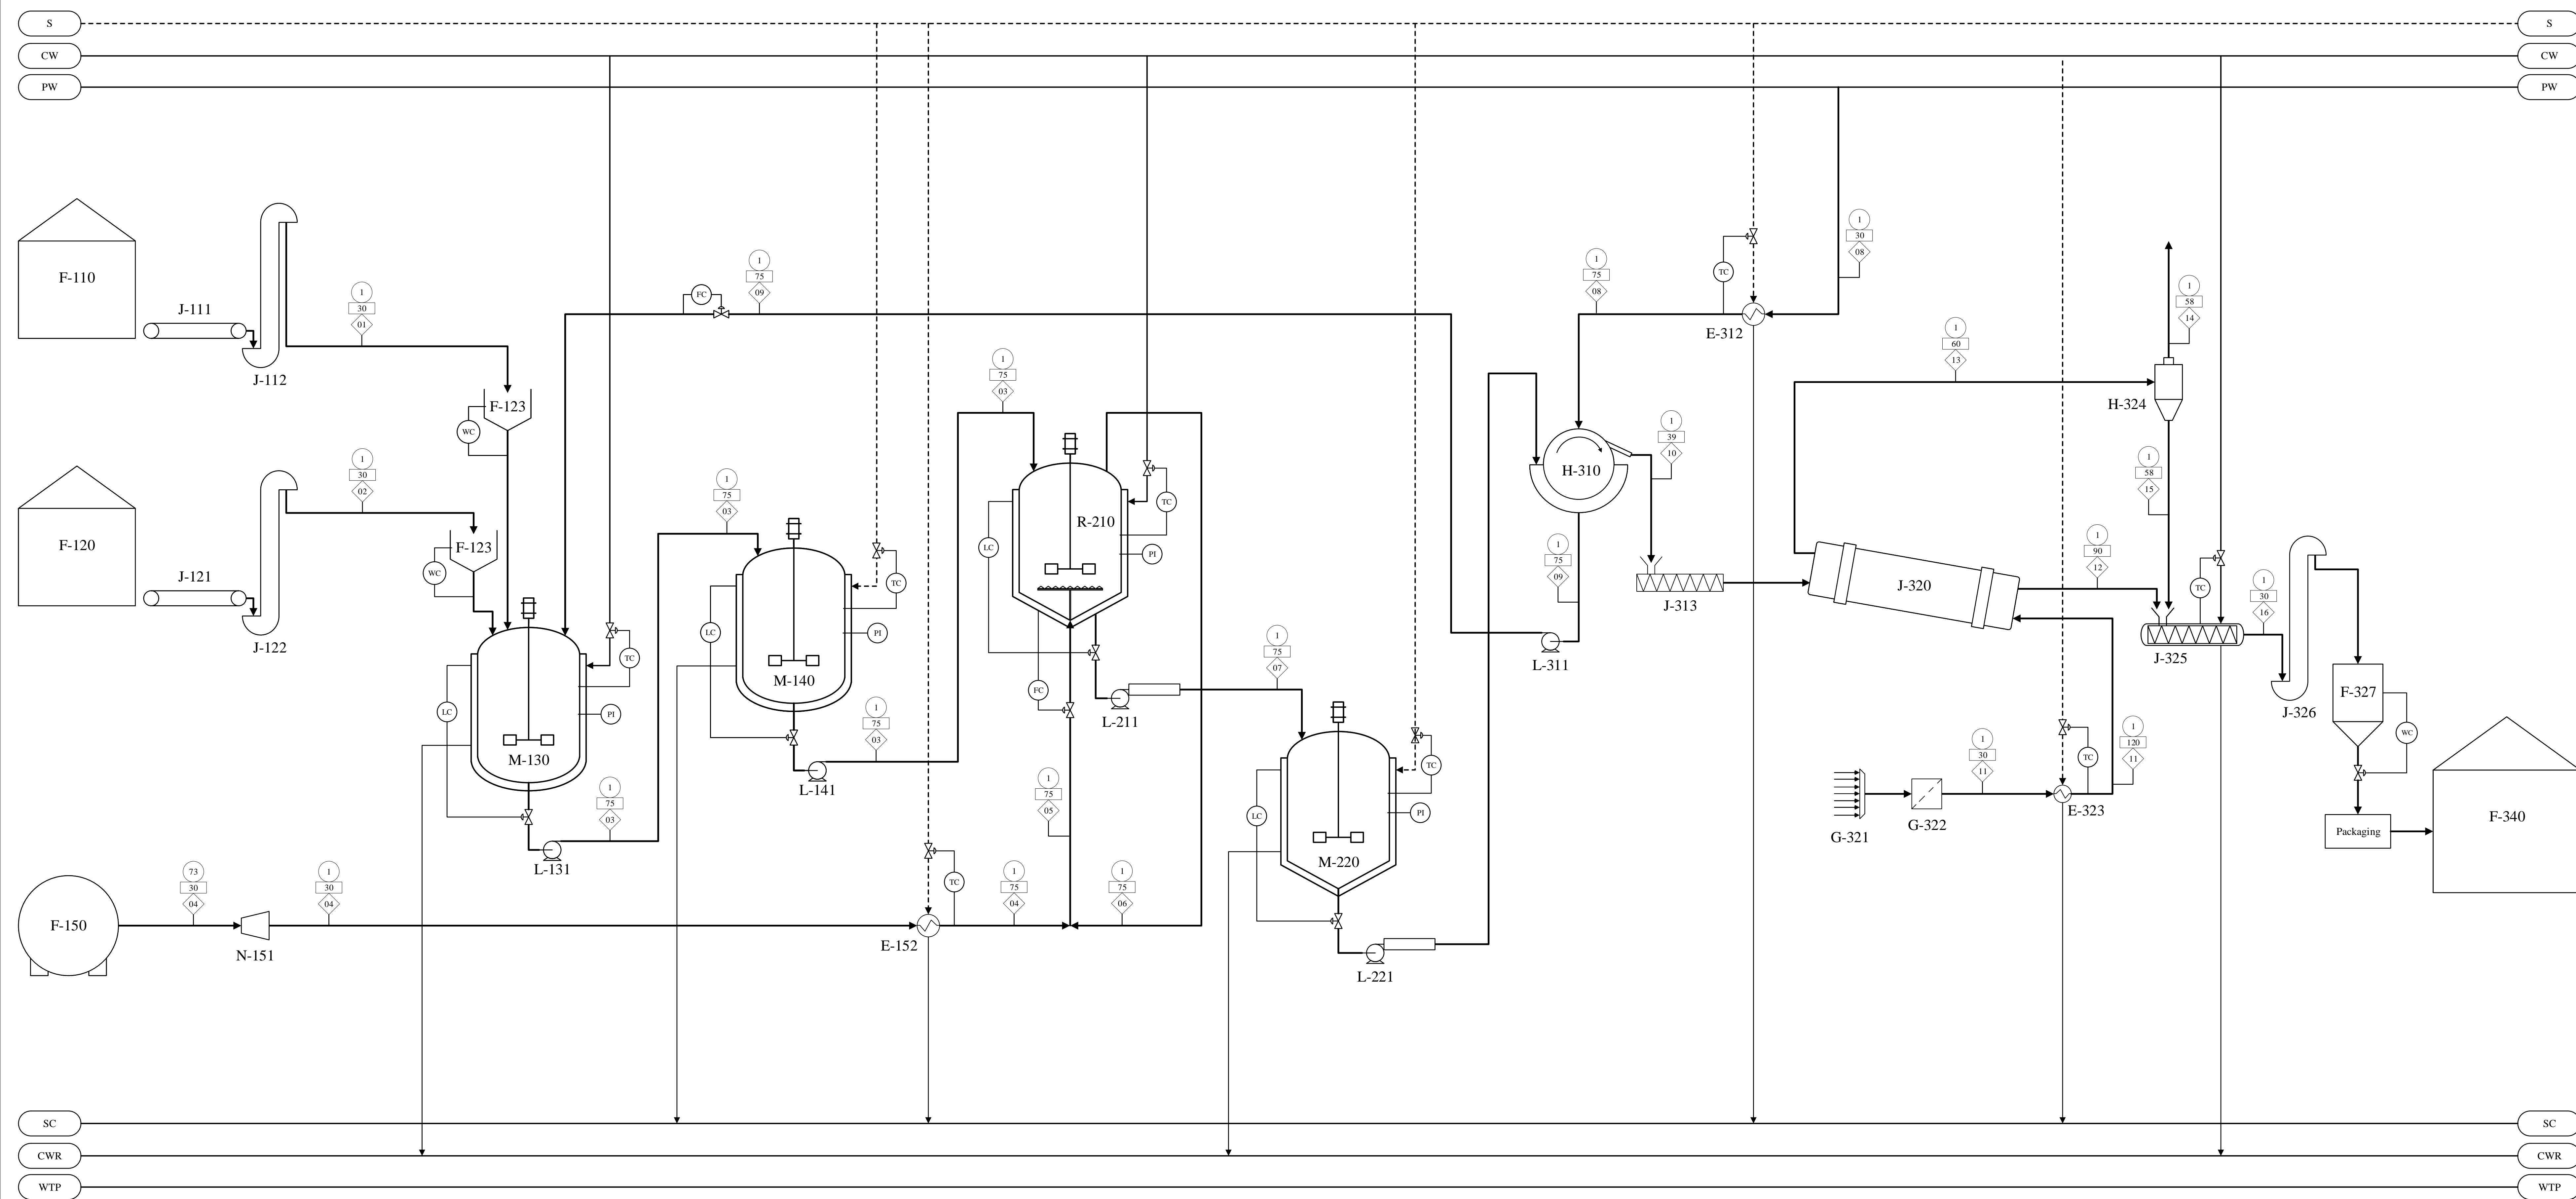 S
S
CW
CW
PW
PW
F-110
J-111
J-112
1
30
01
F-123
WC
F-120
J-121
J-122
1
30
02
F-123
WC
M-130
LC
TC
PI
L-131
1
75
03
FC
1
75
09
1
75
03
M-140
LC
TC
PI
L-141
1
75
03
F-150
73
30
04
N-151
1
30
04
E-152
TC
1
75
04
1
75
06
1
75
05
1
75
03
R-210
LC
TC
PI
FC
L-211
1
75
07
M-220
LC
TC
PI
L-221
1
75
08
TC
E-312
1
30
08
H-310
1
39
10
1
75
09
L-311
J-313
J-320
1
60
13
1
58
14
H-324
1
58
15
1
90
12
TC
J-325
1
30
16
J-326
G-321
G-322
1
30
11
TC
E-323
1
120
11
F-327
WC
Packaging
F-340
SC
SC
CWR
CWR
WTP
WTP